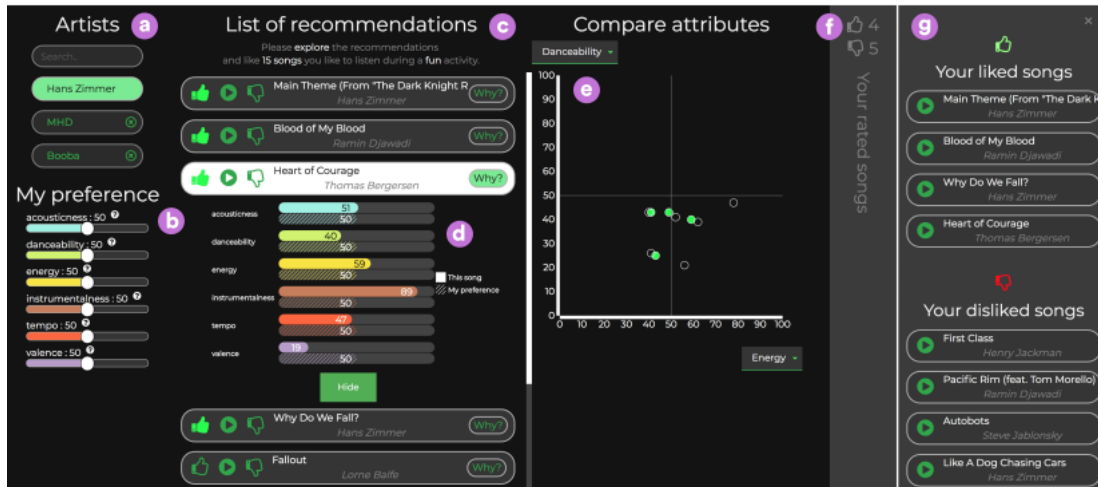 Artists
a
Search...
Hans Zimmer
MHD
Booba
My preference
b
acousticness : 50
danceability : 50
energy : 50
instrumentalness : 50
tempo : 50
valence : 50
List of recommendations
c
Please explore the recommendations
and like 15 songs you like to listen during a fun activity.
Main Theme (From "The Dark Knight R
Hans Zimmer
Why?
Blood of My Blood
Ramin Djawadi
Why?
Heart of Courage
Thomas Bergersen
Why?
acousticness
51
50
danceability
40
50
d
energy
59
50
This song
My preference
instrumentalness
89
50
tempo
47
50
valence
19
50
Hide
Why Do We Fall?
Hans Zimmer
Why?
Fallout
Lorne Balfe
Why?
Compare attributes
Danceability
e
100
90
80
70
60
50
40
30
20
10
0
0 10 20 30 40 50 60 70 80 90 100
Energy
f
4
5
Your rated songs
g
×
Your liked songs
Main Theme (From "The Dark K
Hans Zimmer
Blood of My Blood
Ramin Djawadi
Why Do We Fall?
Hans Zimmer
Heart of Courage
Thomas Bergersen
Your disliked songs
First Class
Henry Jackman
Pacific Rim (feat. Tom Morello)
Ramin Djawadi
Autobots
Steve Jablonsky
Like A Dog Chasing Cars
Hans Zimmer